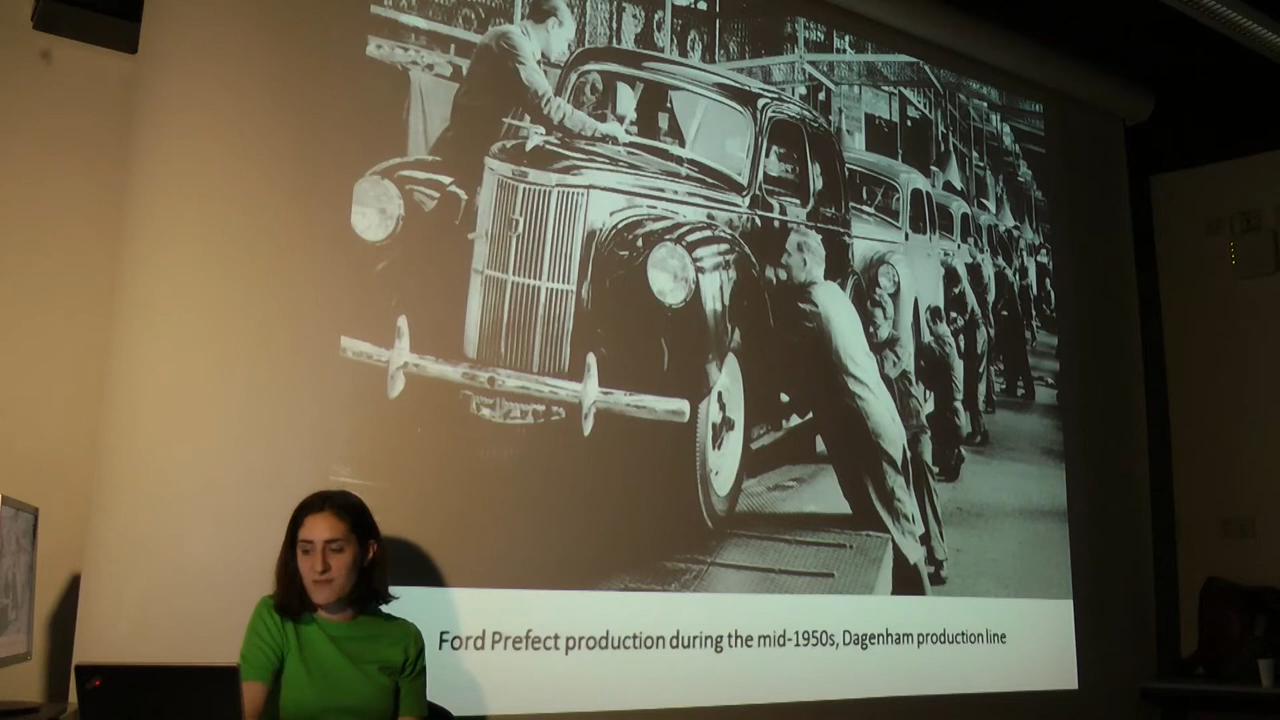 Ford Prefect production during the mid-1950s, Dagenham production line